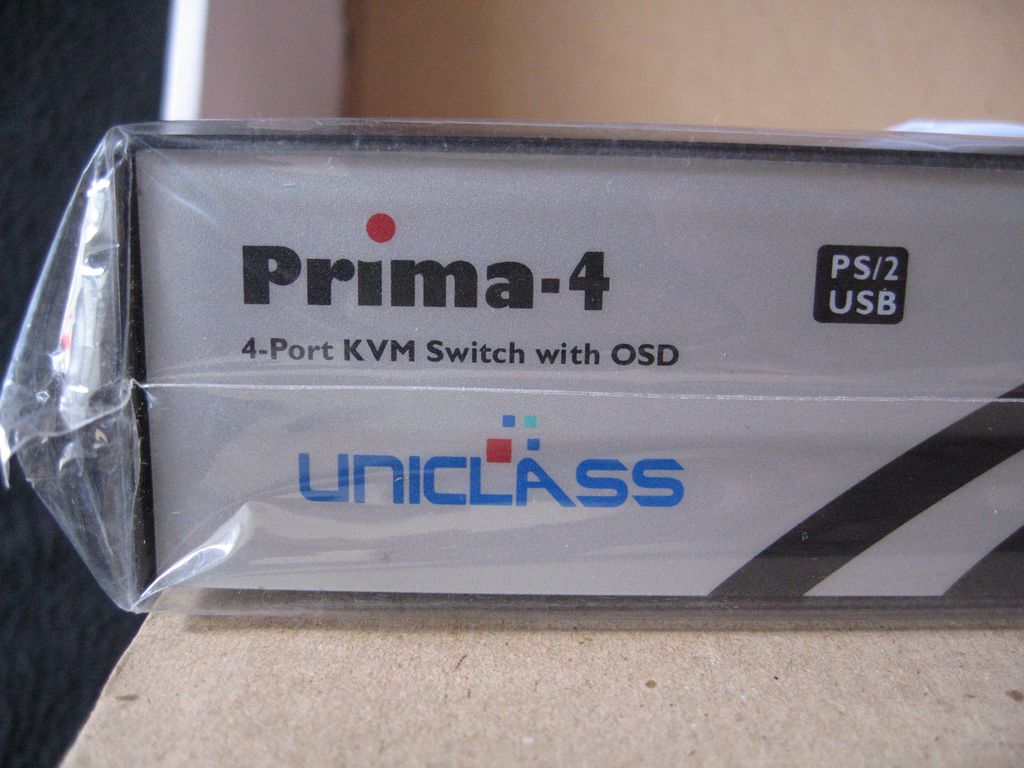 Prima-4
PS/2
USB
4-Port KVM Switch with OSD
UNICLASS